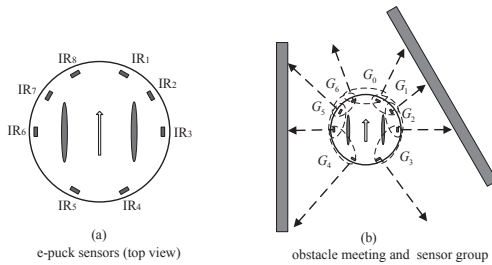 IR8
IR1
IR7
IR2
IR6
IR3
IR5
IR4
(a)
e-puck sensors (top view)
G0
G6
G1
G5
G2
G4
G3
(b)
obstacle meeting and sensor group